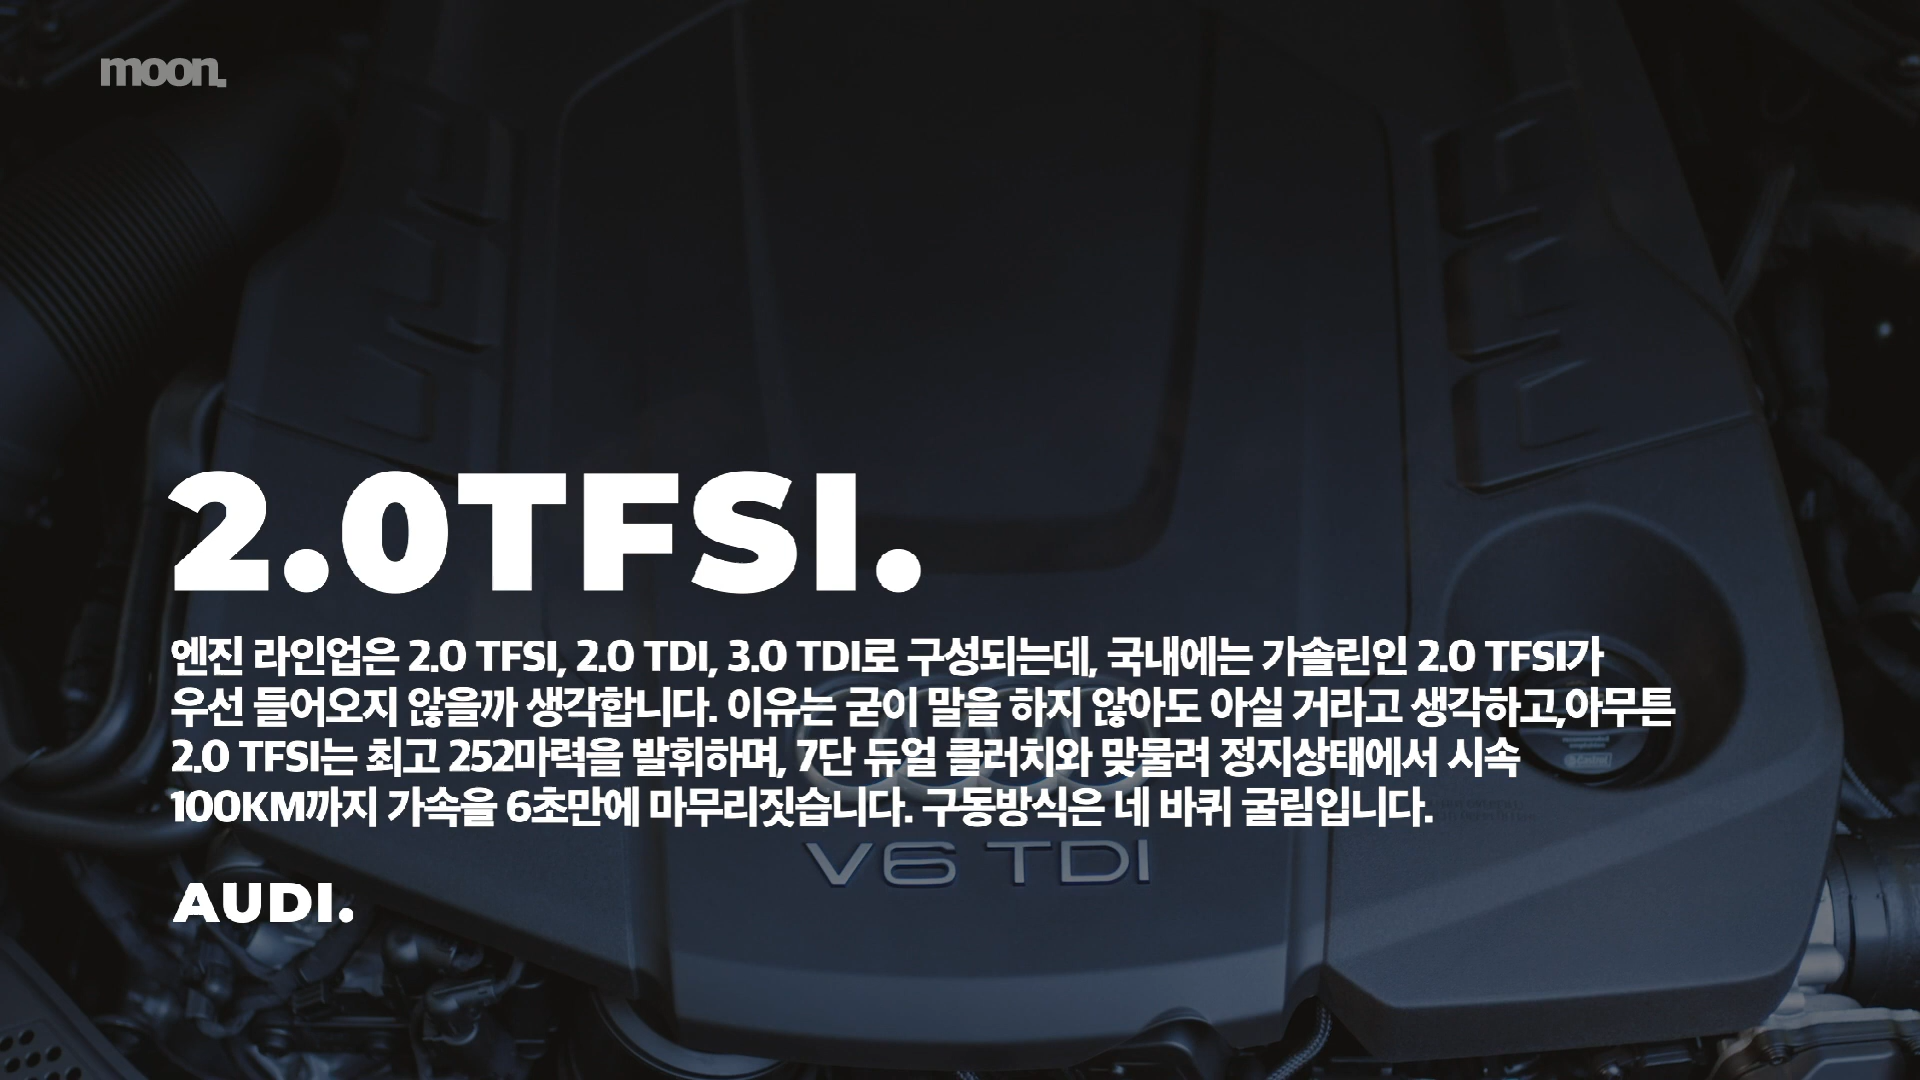 moon.
2.0TFSI.
엔진 라인업은 2.0 TFSI, 2.0 TDI, 3.0 TDI로 구성되는데, 국내에는 가솔린인 2.0 TFSI가
우선 들어오지 않을까 생각합니다. 이유는 굳이 말을 하지 않아도 아실 거라고 생각하고,아무튼
2.0 TFSI는 최고 252마력을 발휘하며, 7단 듀얼 클러치와 맞물려 정지상태에서 시속
100KM까지 가속을 6초만에 마무리짓습니다. 구동방식은 네 바퀴 굴림입니다.
V6 TDI
AUDI.